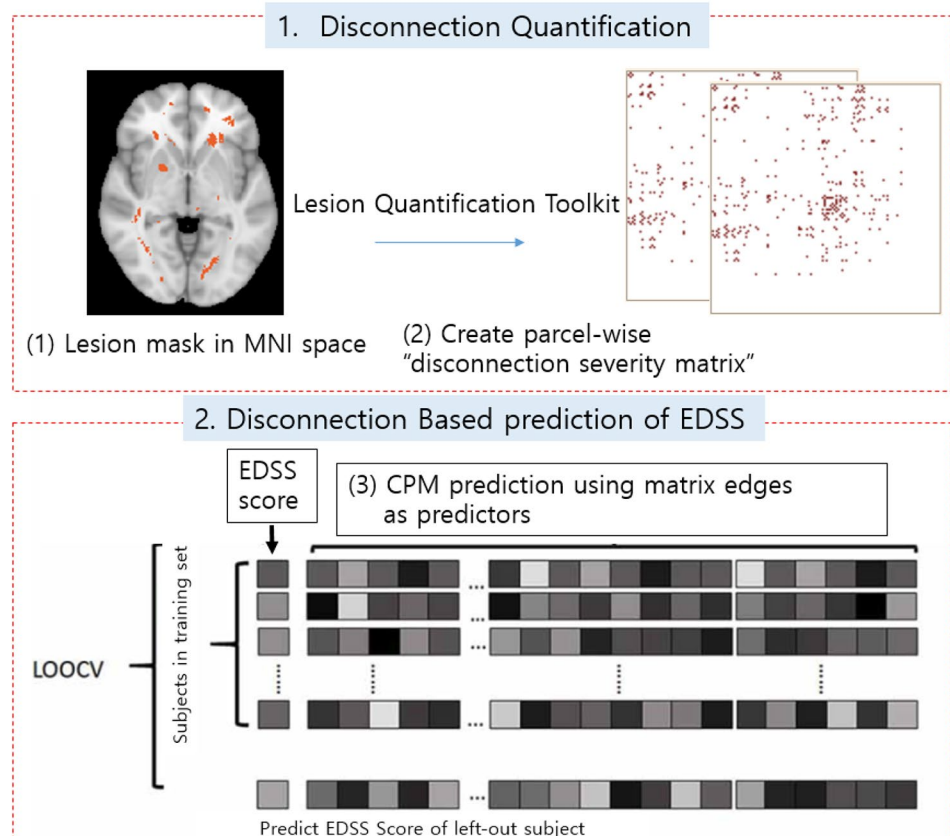 1. Disconnection Quantification
Lesion Quantification Toolkit
(1) Lesion mask in MNI space
(2) Create parcel-wise
“disconnection severity matrix”
2. Disconnection Based prediction of EDSS
EDSS
score
(3) CPM prediction using matrix edges
as predictors
LOOCV
Subjects in training set
...
...
...
...
Predict EDSS Score of left-out subject